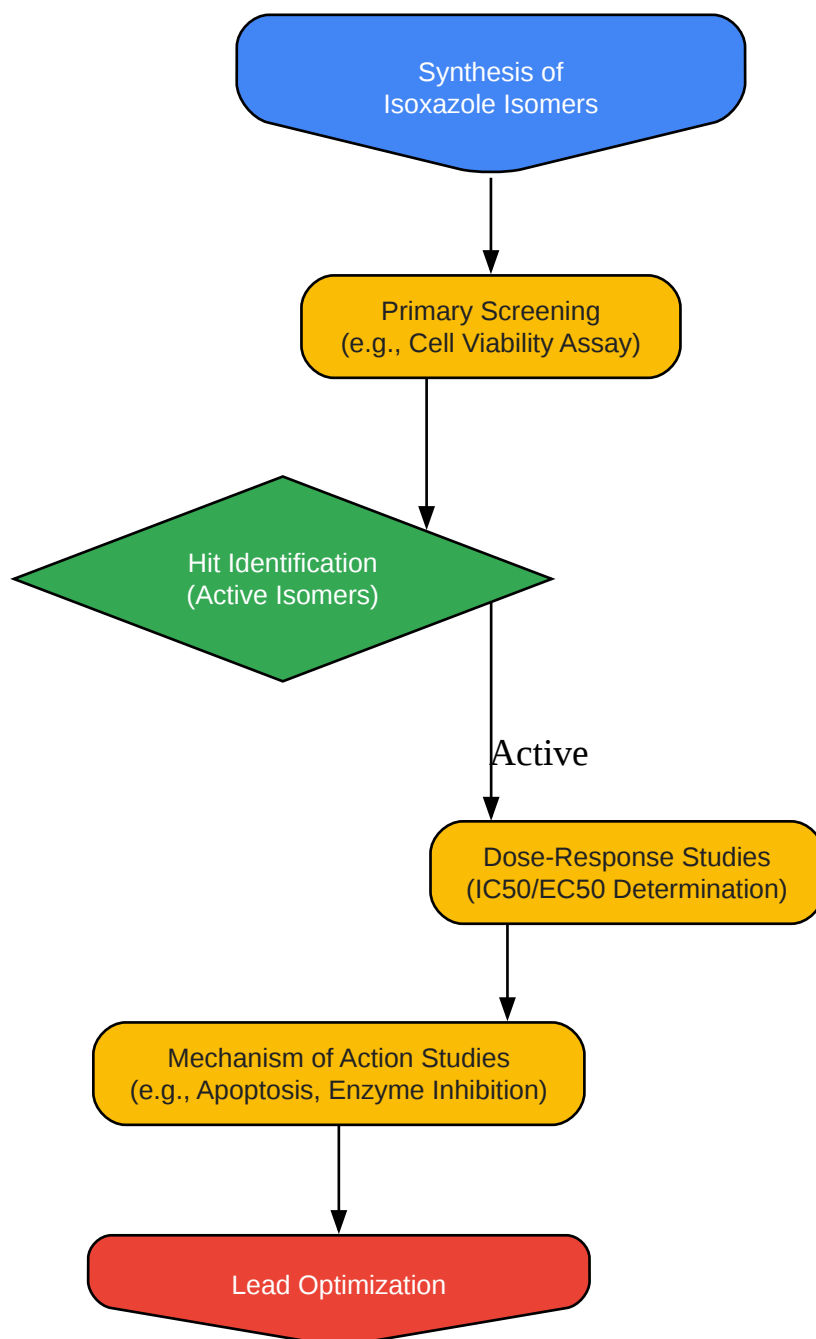 Synthesis of
Isoxazole Isomers
Primary Screening
(e.g., Cell Viability Assay)
Hit Identification
(Active Isomers)
Active
Dose-Response Studies
(IC50/EC50 Determination)
Mechanism of Action Studies
(e.g., Apoptosis, Enzyme Inhibition)
Lead Optimization